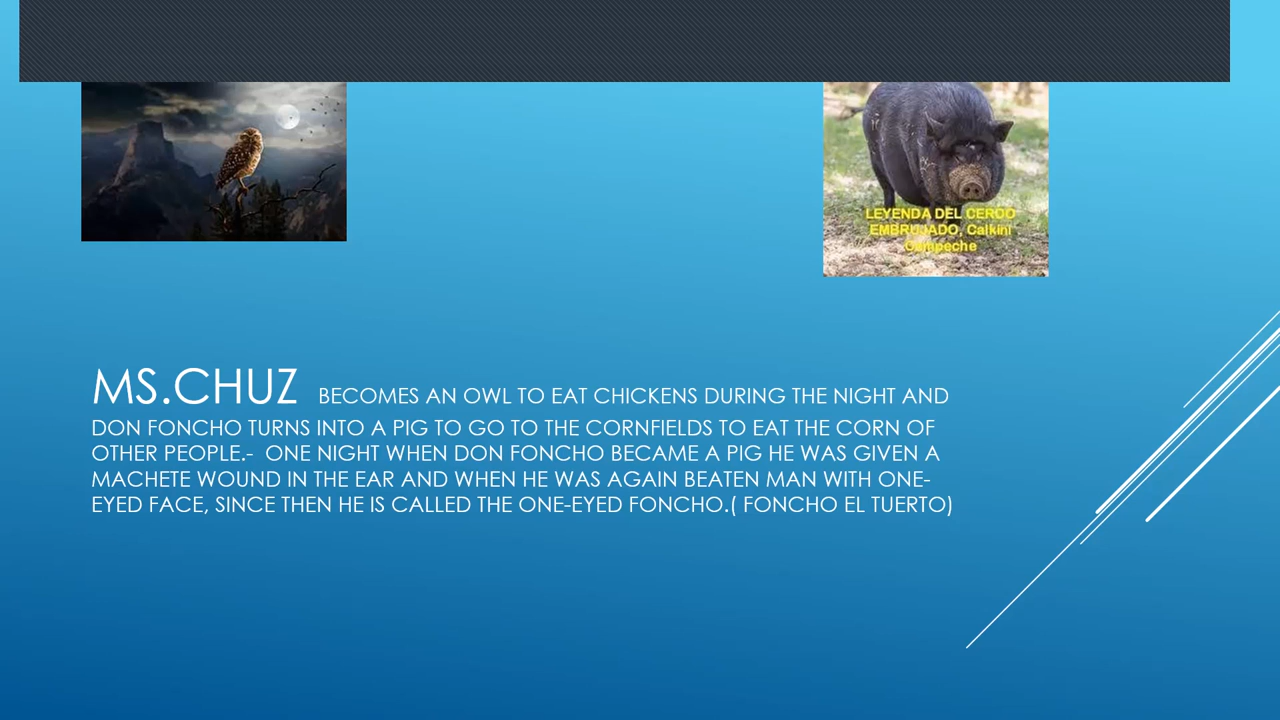 LEYENDA DEL CERDO
EMBRUJADO, Calkini
Campeche
MS.CHUZ BECOMES AN OWL TO EAT CHICKENS DURING THE NIGHT AND
DON FONCHO TURNS INTO A PIG TO GO TO THE CORNFIELDS TO EAT THE CORN OF
OTHER PEOPLE.- ONE NIGHT WHEN DON FONCHO BECAME A PIG HE WAS GIVEN A
MACHETE WOUND IN THE EAR AND WHEN HE WAS AGAIN BEATEN MAN WITH ONE-
EYED FACE, SINCE THEN HE IS CALLED THE ONE-EYED FONCHO.( FONCHO EL TUERTO)